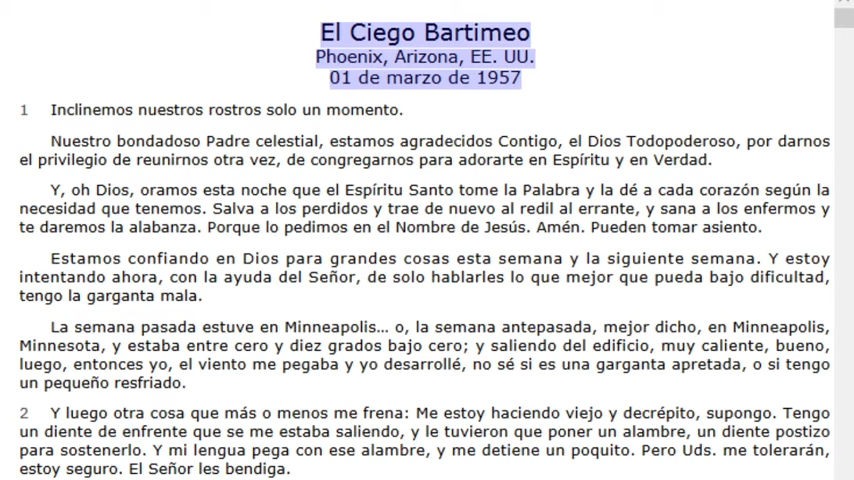 El Ciego Bartimeo
Phoenix, Arizona, EE. UU.
01 de marzo de 1957
1 Inclinemos nuestros rostros solo un momento.
Nuestro bondadoso Padre celestial, estamos agradecidos Contigo, el Dios Todopoderoso, por darnos
el privilegio de reunirnos otra vez, de congregarnos para adorarte en Espíritu y en Verdad.
Y, oh Dios, oramos esta noche que el Espíritu Santo tome la Palabra y la dé a cada corazón según la
necesidad que tenemos. Salva a los perdidos y trae de nuevo al redil al errante, y sana a los enfermos y
te daremos la alabanza. Porque lo pedimos en el Nombre de Jesús. Amén. Pueden tomar asiento.
Estamos confiando en Dios para grandes cosas esta semana y la siguiente semana. Y estoy
intentando ahora, con la ayuda del Señor, de solo hablarles lo que mejor que pueda bajo dificultad,
tengo la garganta mala.
La semana pasada estuve en Minneapolis... o, la semana antepasada, mejor dicho, en Minneapolis,
Minnesota, y estaba entre cero y diez grados bajo cero; y saliendo del edificio, muy caliente, bueno,
luego, entonces yo, el viento me pegaba y yo desarrollé, no sé si es una garganta apretada, o si tengo
un pequeño resfriado.
2 Y luego otra cosa que más o menos me frena: Me estoy haciendo viejo y decrépito, supongo. Tengo
un diente de enfrente que se me estaba saliendo, y le tuvieron que poner un alambre, un diente postizo
para sostenerlo. Y mi lengua pega con ese alambre, y me detiene un poquito. Pero Uds. me tolerarán,
estoy seguro. El Señor les bendiga.